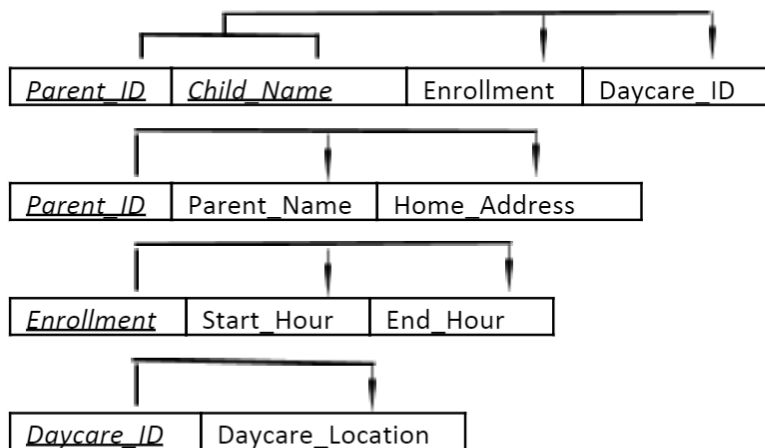 Parent_ID Child_Name Enrollment Daycare_ID
Parent_ID Parent_Name Home_Address
Enrollment Start_Hour End_Hour
Daycare_ID Daycare_Location